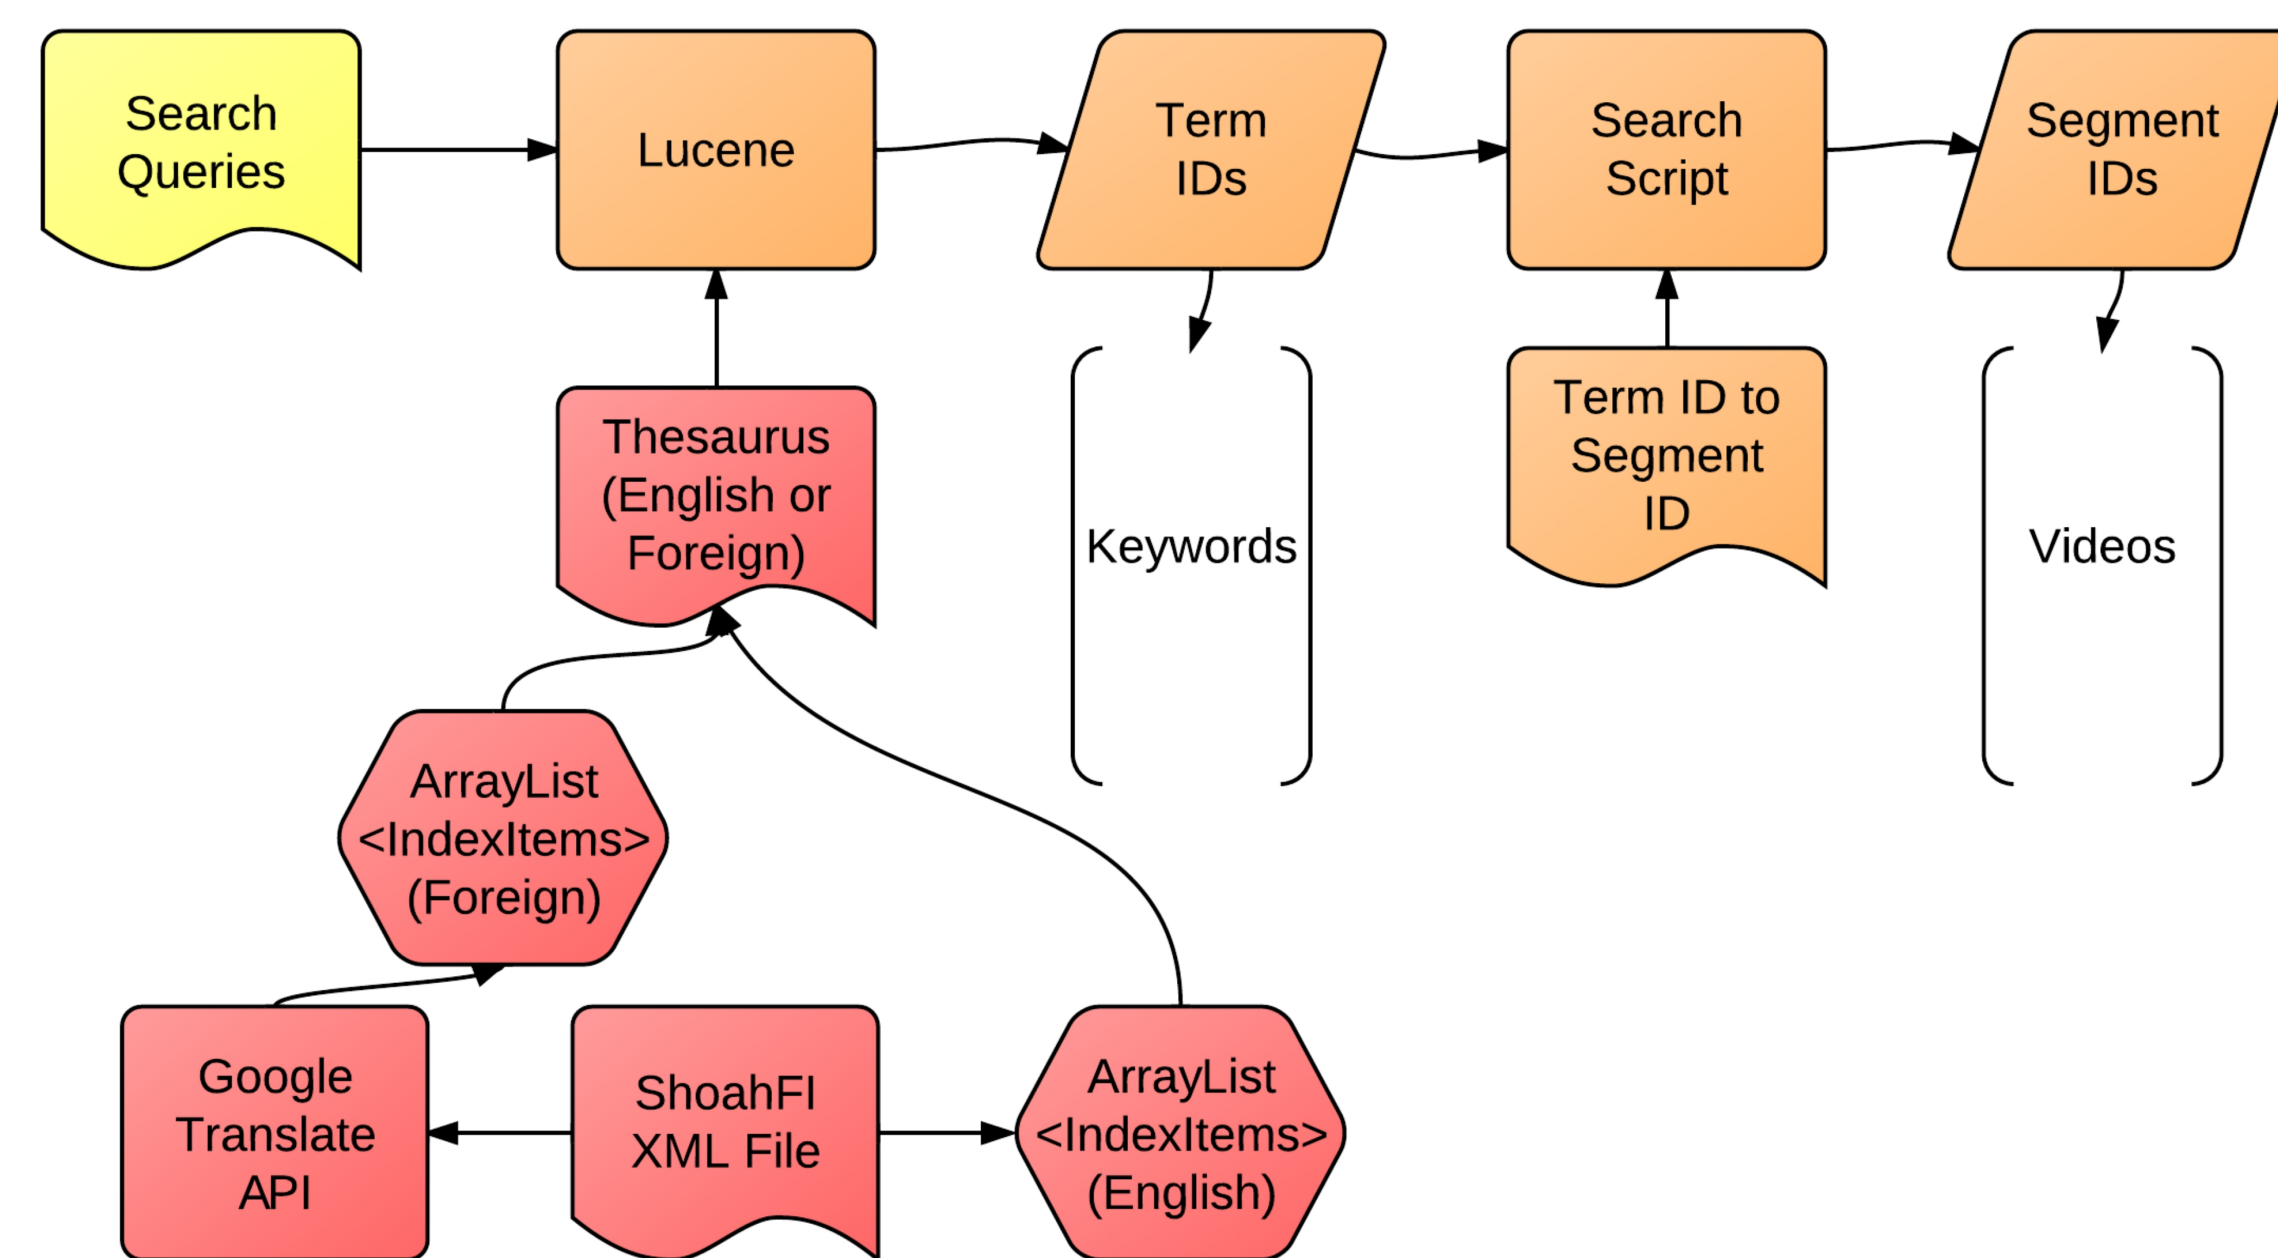 Search
Queries
Lucene
Term
IDs
Search
Script
Segment
IDs
Thesaurus
(English or
Foreign)
Keywords
Term ID to
Segment
ID
Videos
ArrayList
<IndexItems>
(Foreign)
Google
Translate
API
ShoahFI
XML File
ArrayList
<IndexItems>
(English)